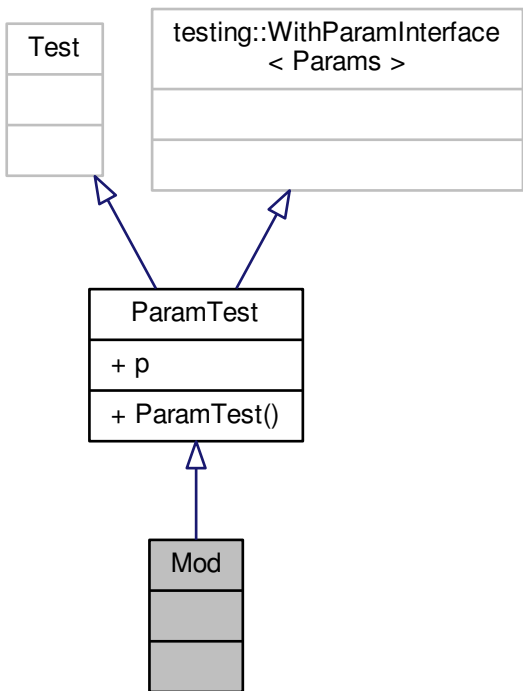 Test
testing::WithParamInterface
< Params >
ParamTest
+ p
+ ParamTest()
Mod